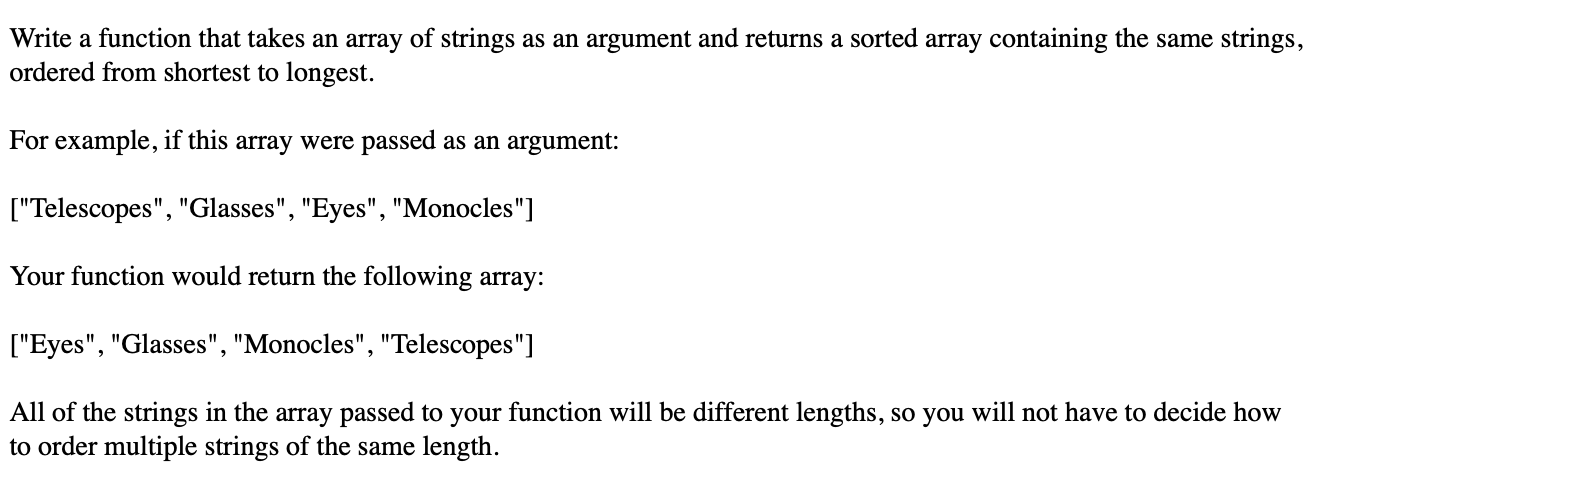 Write a function that takes an array of strings as an argument and returns a sorted array containing the same strings,
ordered from shortest to longest.
For example, if this array were passed as an argument:
["Telescopes", "Glasses", "Eyes", "Monocles"]
Your function would return the following array:
["Eyes", "Glasses", "Monocles", "Telescopes"]
All of the strings in the array passed to your function will be different lengths, so you will not have to decide how
to order multiple strings of the same length.